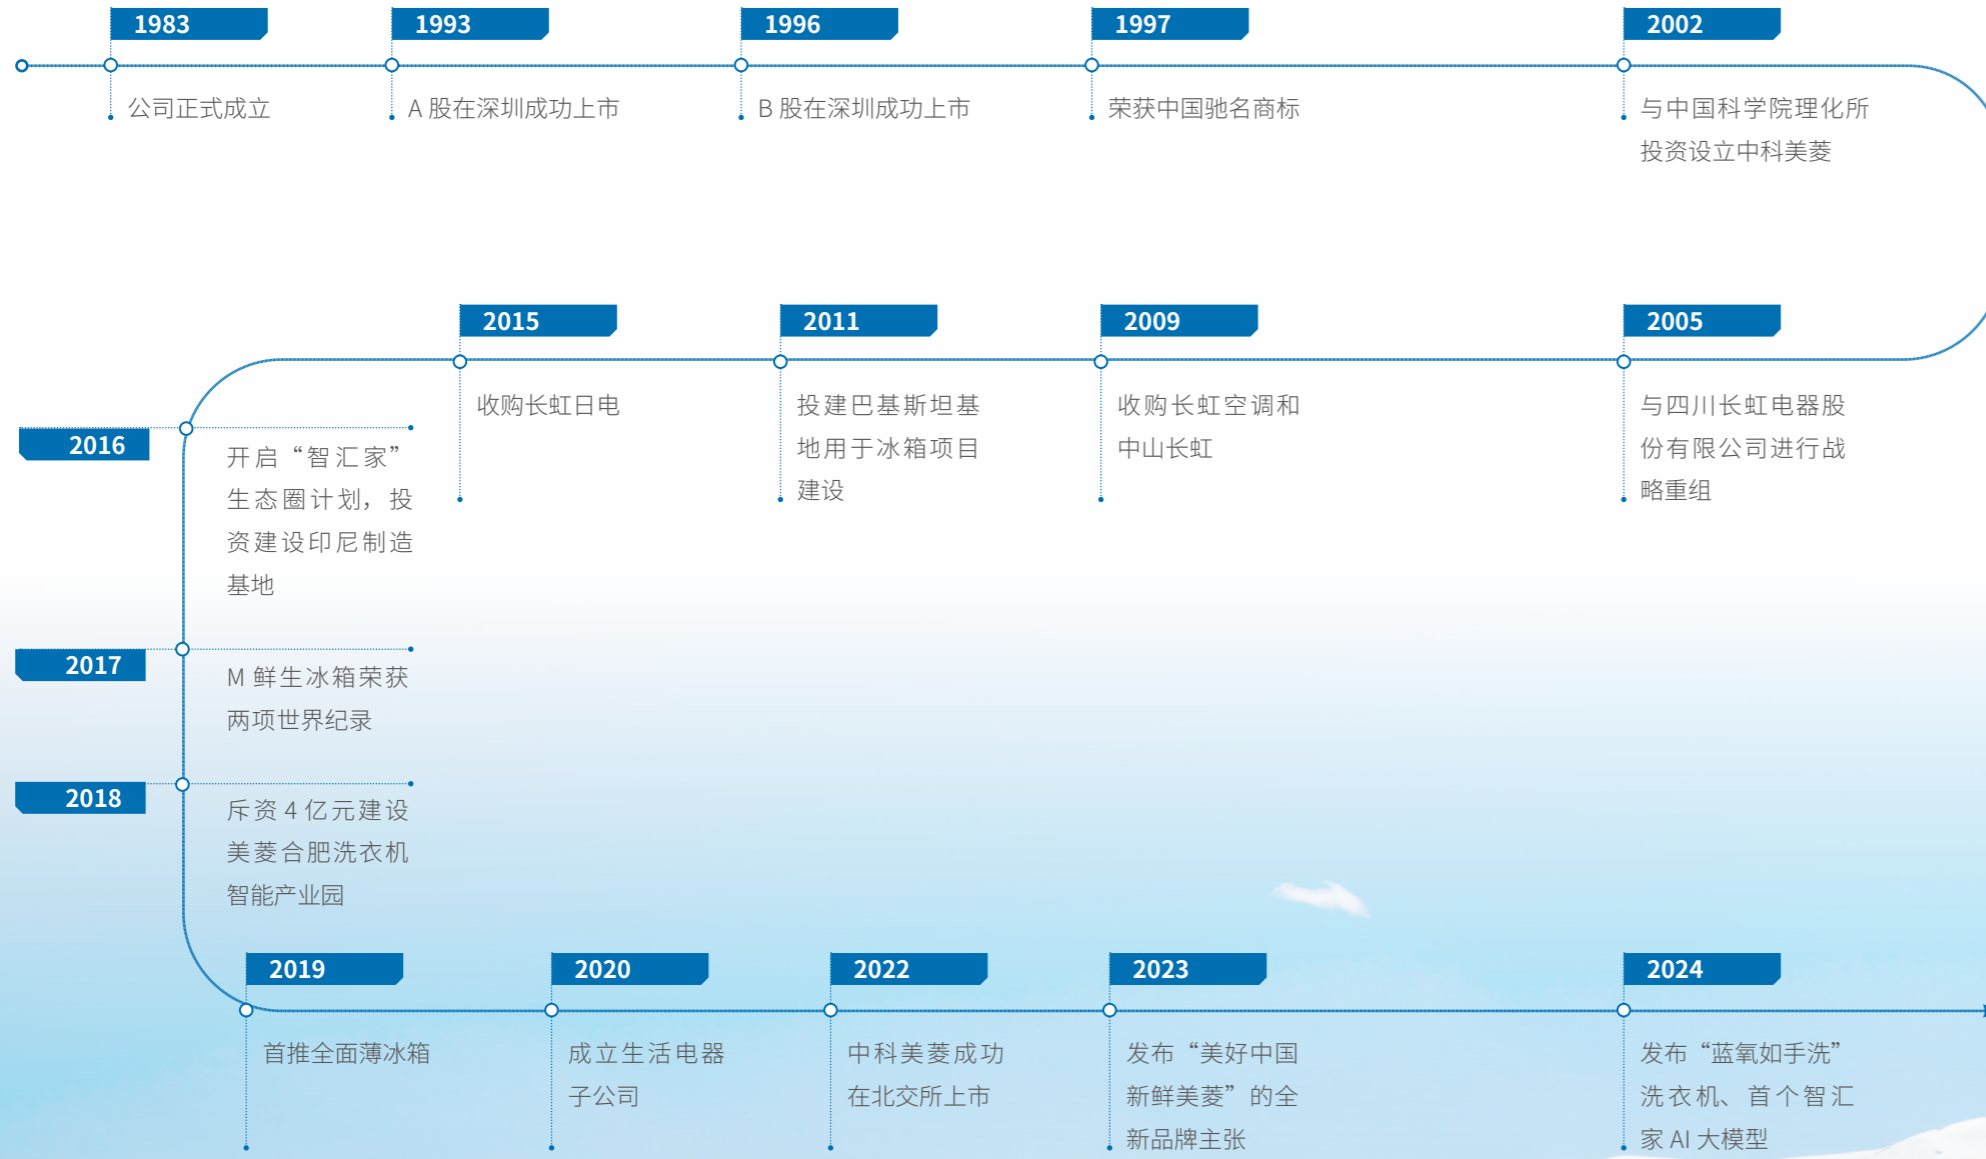 1983
公司正式成立
1993
A 股在深圳成功上市
1996
B 股在深圳成功上市
1997
荣获中国驰名商标
2002
与中国科学院理化所
投资设立中科美菱
2005
与四川长虹电器股
份有限公司进行战
略重组
2009
收购长虹空调和
中山长虹
2011
投建巴基斯坦基
地用于冰箱项目
建设
2015
收购长虹日电
2016
开启“智汇家”
生态圈计划，投
资建设印尼制造
基地
2017
M 鲜生冰箱荣获
两项世界纪录
2018
斥资 4 亿元建设
美菱合肥洗衣机
智能产业园
2019
首推全面薄冰箱
2020
成立生活电器
子公司
2022
中科美菱成功
在北交所上市
2023
发布“美好中国
新鲜美菱”的全
新品牌主张
2024
发布“蓝氧如手洗”
洗衣机、首个智汇
家 AI 大模型